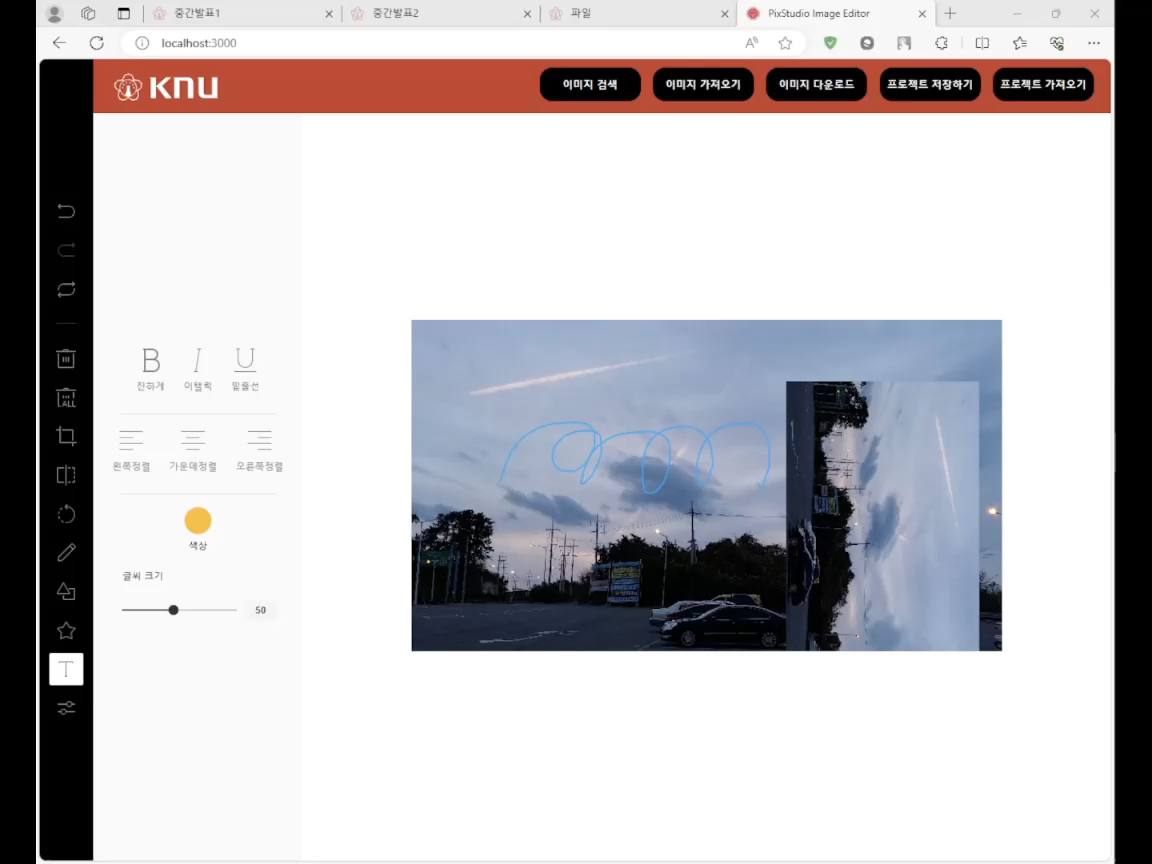 중간발표1
중간발표2
파일
PixStudio Image Editor
localhost:3000
KNU
이미지 검색
이미지 가져오기
이미지 다운로드
프로젝트 저장하기
프로젝트 가져오기
ALL
B I U
진하게 이탤릭 밑줄선
왼쪽정렬 가운데정렬 오른쪽정렬
색상
글씨 크기
50
T